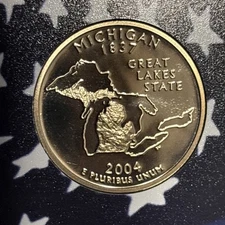 MICHIGAN
1837
GREAT
LAKES
STATE
2004
E PLURIBUS UNUM